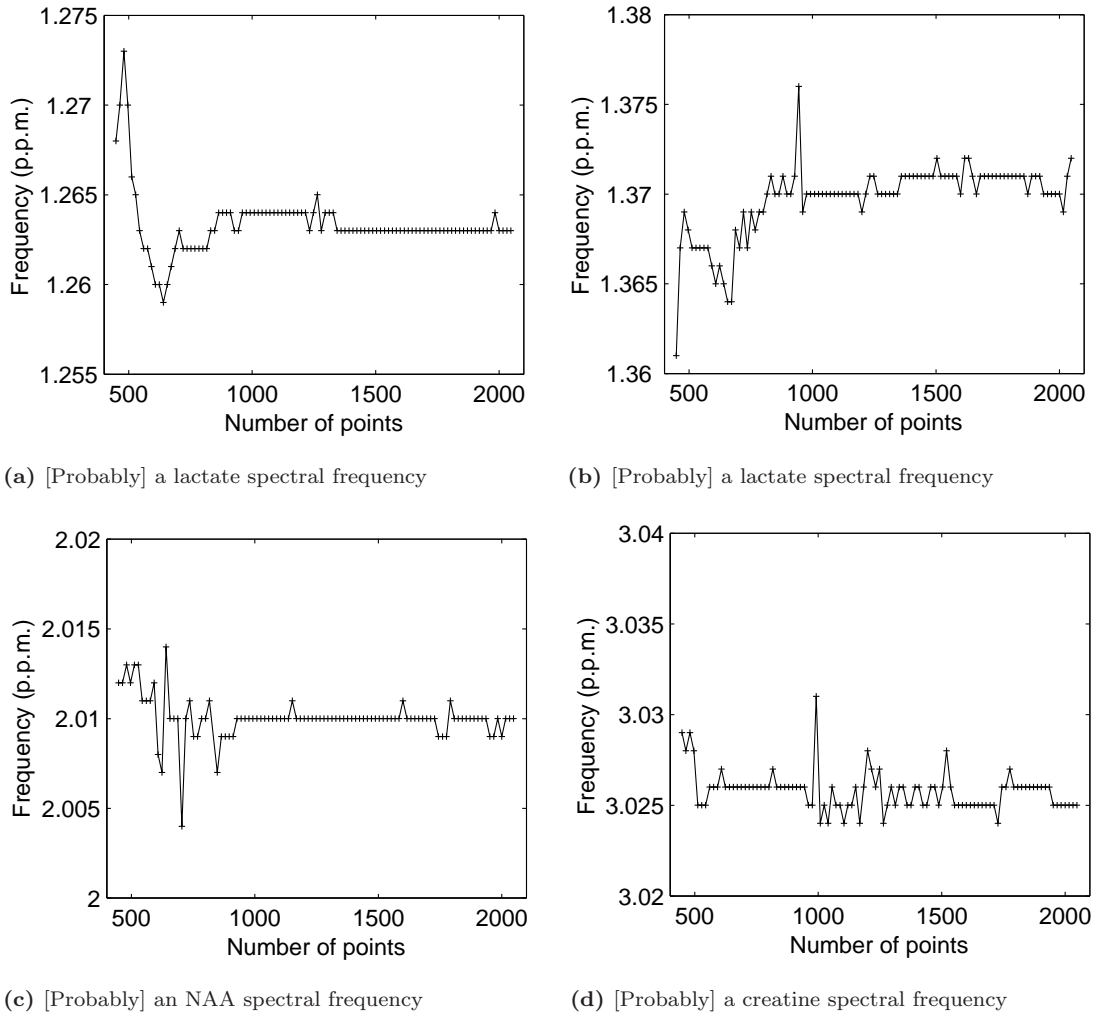 1.275
1.27
1.265
1.26
1.255
Frequency (p.p.m.)
500 1000 1500 2000
Number of points
(a) [Probably] a lactate spectral frequency
1.38
1.375
1.37
1.365
1.36
Frequency (p.p.m.)
500 1000 1500 2000
Number of points
(b) [Probably] a lactate spectral frequency
2.02
2.015
2.01
2.005
2
Frequency (p.p.m.)
500 1000 1500 2000
Number of points
(c) [Probably] an NAA spectral frequency
3.04
3.035
3.03
3.025
3.02
Frequency (p.p.m.)
500 1000 1500 2000
Number of points
(d) [Probably] a creatine spectral frequency